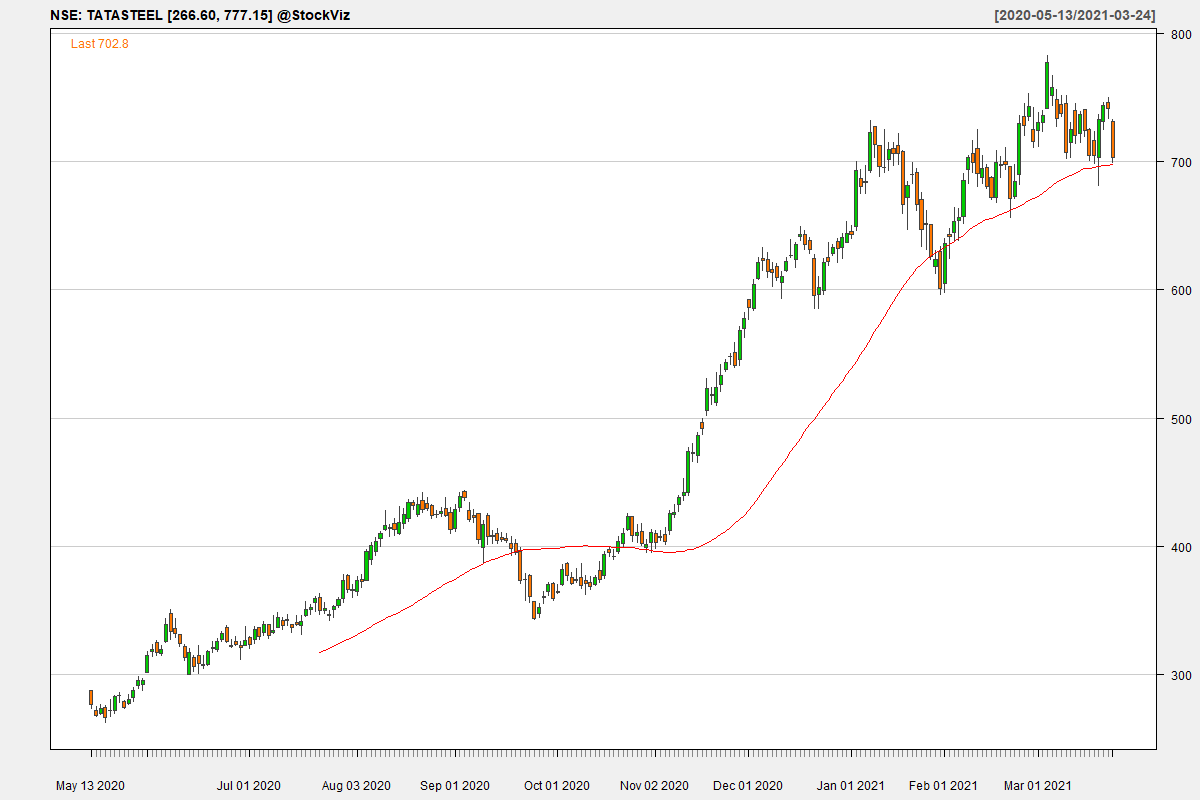 NSE: TATASTEEL [266.60, 777.15] @StockViz [2020-05-13/2021-03-24]
Last 702.8
800
700
600
500
400
300
May 13 2020 Jul 01 2020 Aug 03 2020 Sep 01 2020 Oct 01 2020 Nov 02 2020 Dec 01 2020 Jan 01 2021 Feb 01 2021 Mar 01 2021